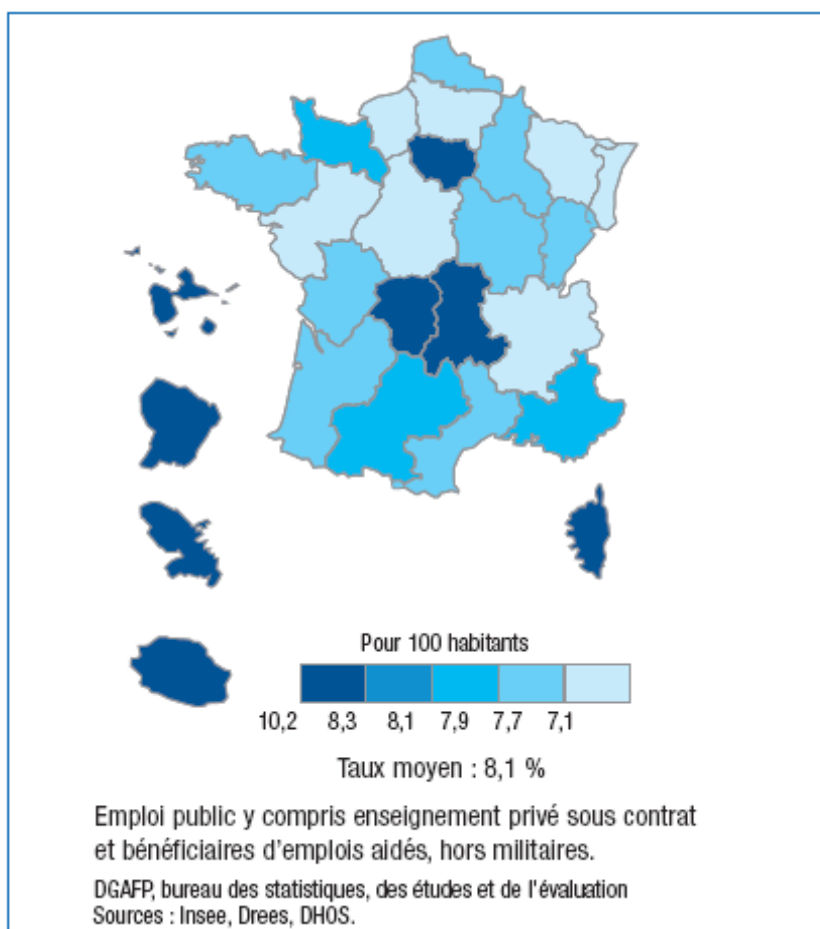 Pour 100 habitants
10,2 8,3 8,1 7,9 7,7 7,1
Taux moyen : 8,1 %
Emploi public y compris enseignement privé sous contrat
et bénéficiaires d'emplois aidés, hors militaires.
DGAFP, bureau des statistiques, des études et de l'évaluation
Sources : Insee, Drees, DHOS.